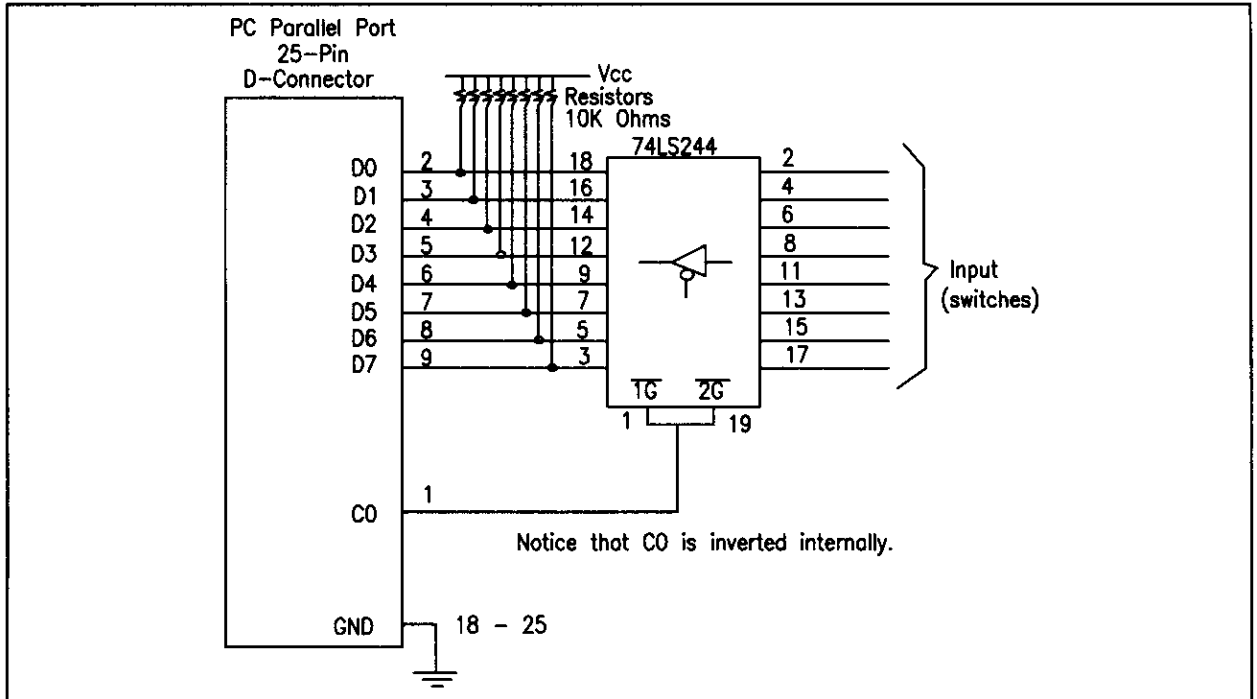 PC Parallel Port
25-Pin
D-Connector
Vcc
Resistors
10K Ohms
74LS244
D0 2 18 2
D1 3 16 4
D2 4 14 6
D3 5 12 8
D4 6 9 11
D5 7 7 13
D6 8 5 15
D7 9 3 17
Input
(switches)
1G 2G
1 19
C0 1
Notice that C0 is inverted internally.
GND 18 - 25